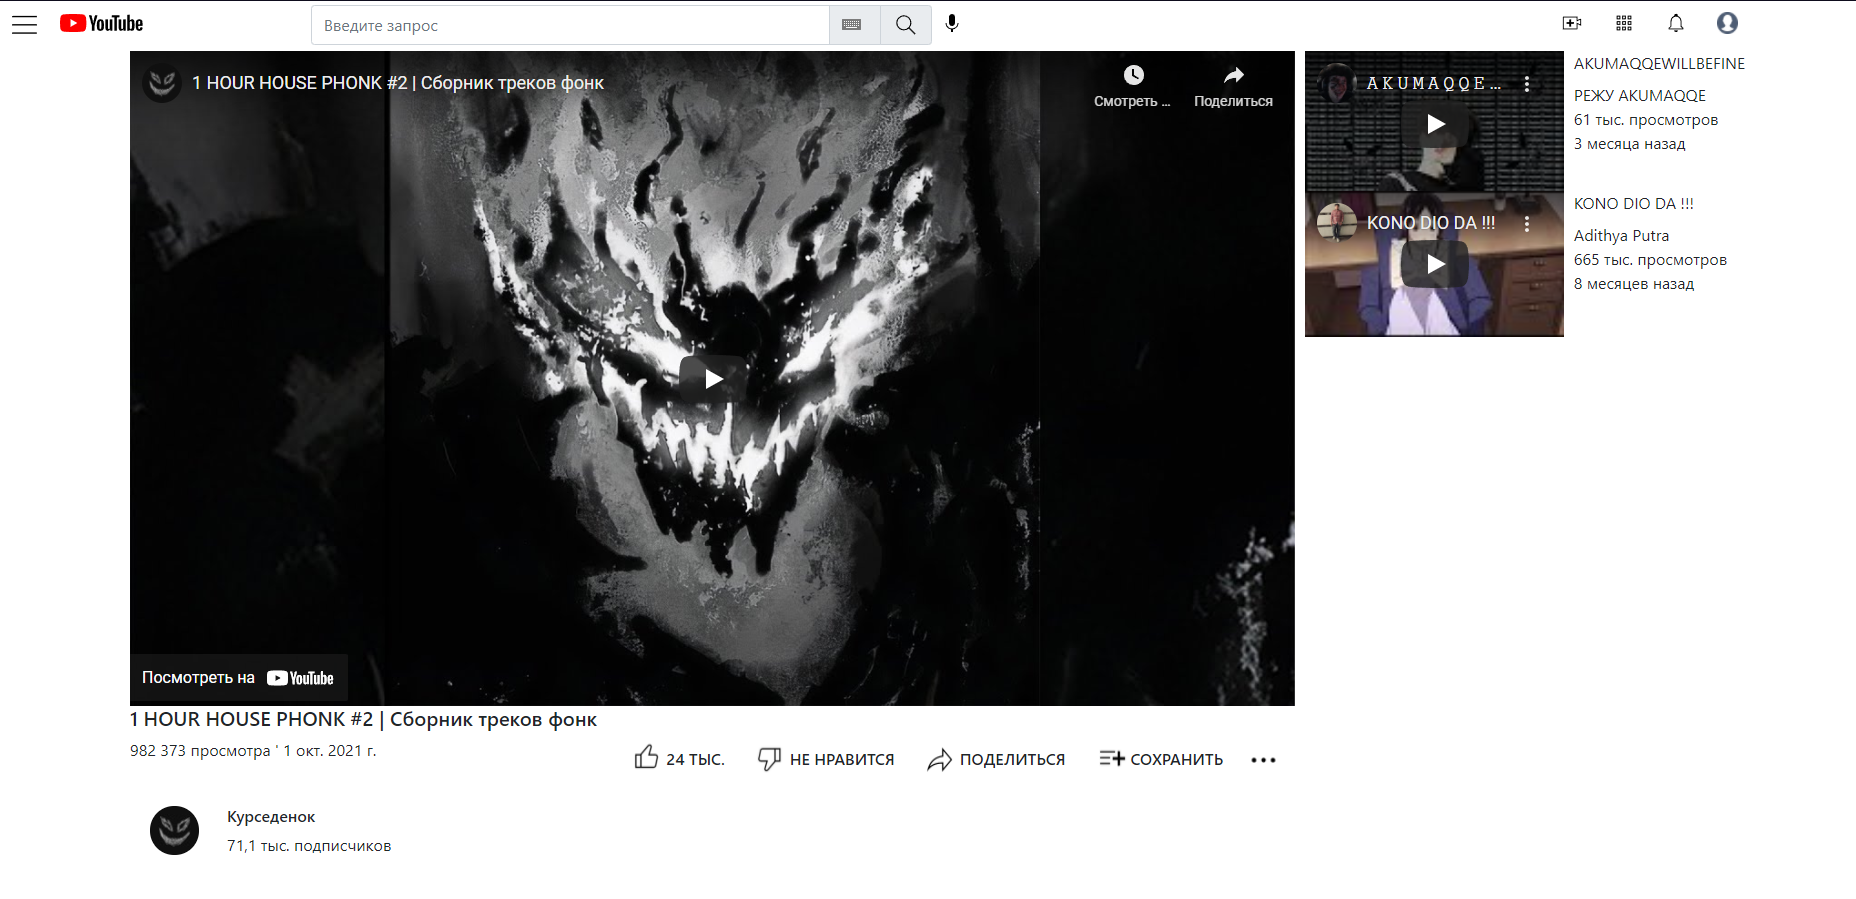 YouTube
Введите запрос
1 HOUR HOUSE PHONK #2 | Сборник треков фонк
Смотреть ...
Поделиться
Посмотреть на YouTube
1 HOUR HOUSE PHONK #2 | Сборник треков фонк
982 373 просмотра ' 1 окт. 2021 г.
24 ТЫС.
НЕ НРАВИТСЯ
ПОДЕЛИТЬСЯ
СОХРАНИТЬ
Курседенок
71,1 тыс. подписчиков
A K U M A Q Q E ...
AKUMAQQEWILLBEFINE
РЕЖУ AKUMAQQE
61 тыс. просмотров
3 месяца назад
KONO DIO DA !!!
KONO DIO DA !!!
Adithya Putra
665 тыс. просмотров
8 месяцев назад